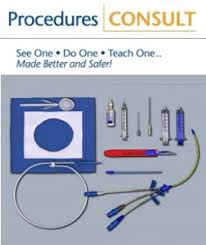 Procedures CONSULT
See One • Do One • Teach One...
Made Better and Safer!